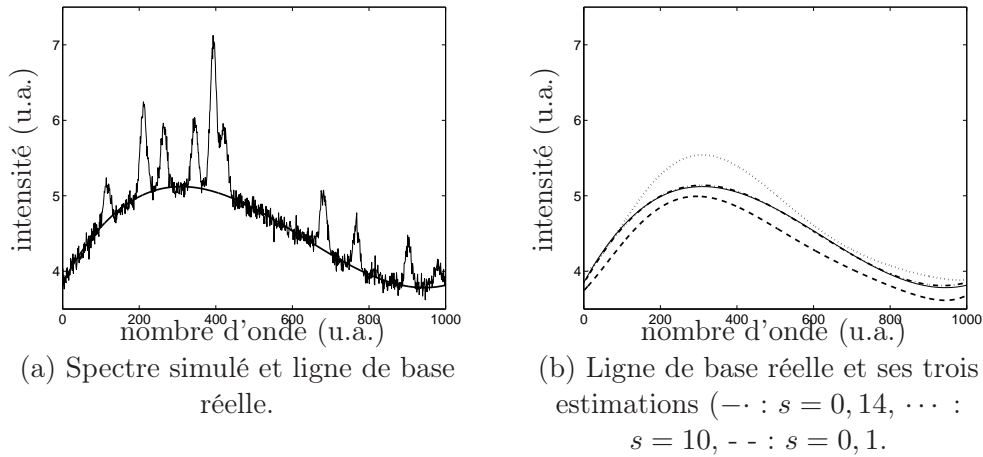 7
6
5
4
0
200
400
600
800
1000
intensité (u.a.)
nombre d'onde (u.a.)
(a) Spectre simulé et ligne de base
réelle.
7
6
5
4
0
200
400
600
800
1000
intensité (u.a.)
nombre d'onde (u.a.)
(b) Ligne de base réelle et ses trois
estimations (−· : s = 0, 14, ··· :
s = 10, - - : s = 0, 1.